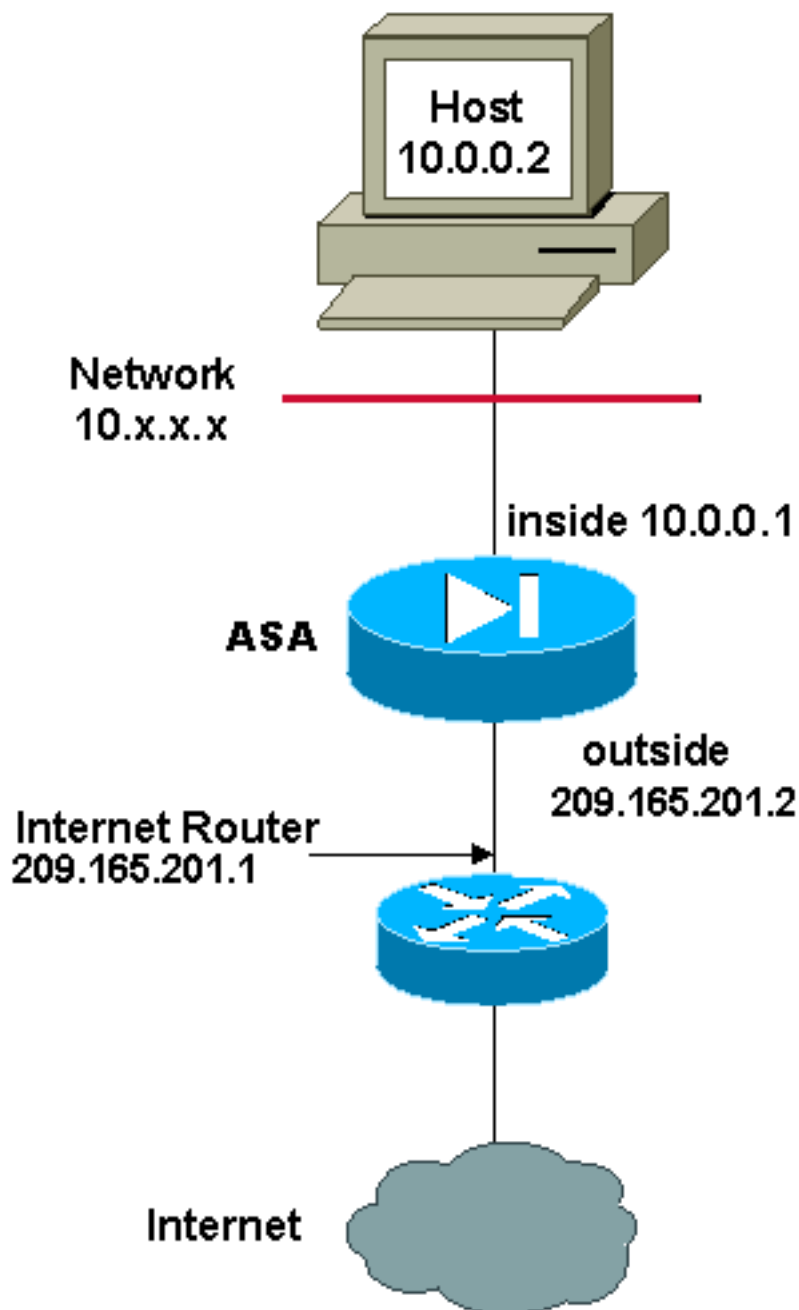 Host
10.0.0.2
Network
10.x.x.x
inside 10.0.0.1
ASA
outside
209.165.201.2
Internet Router
209.165.201.1
Internet